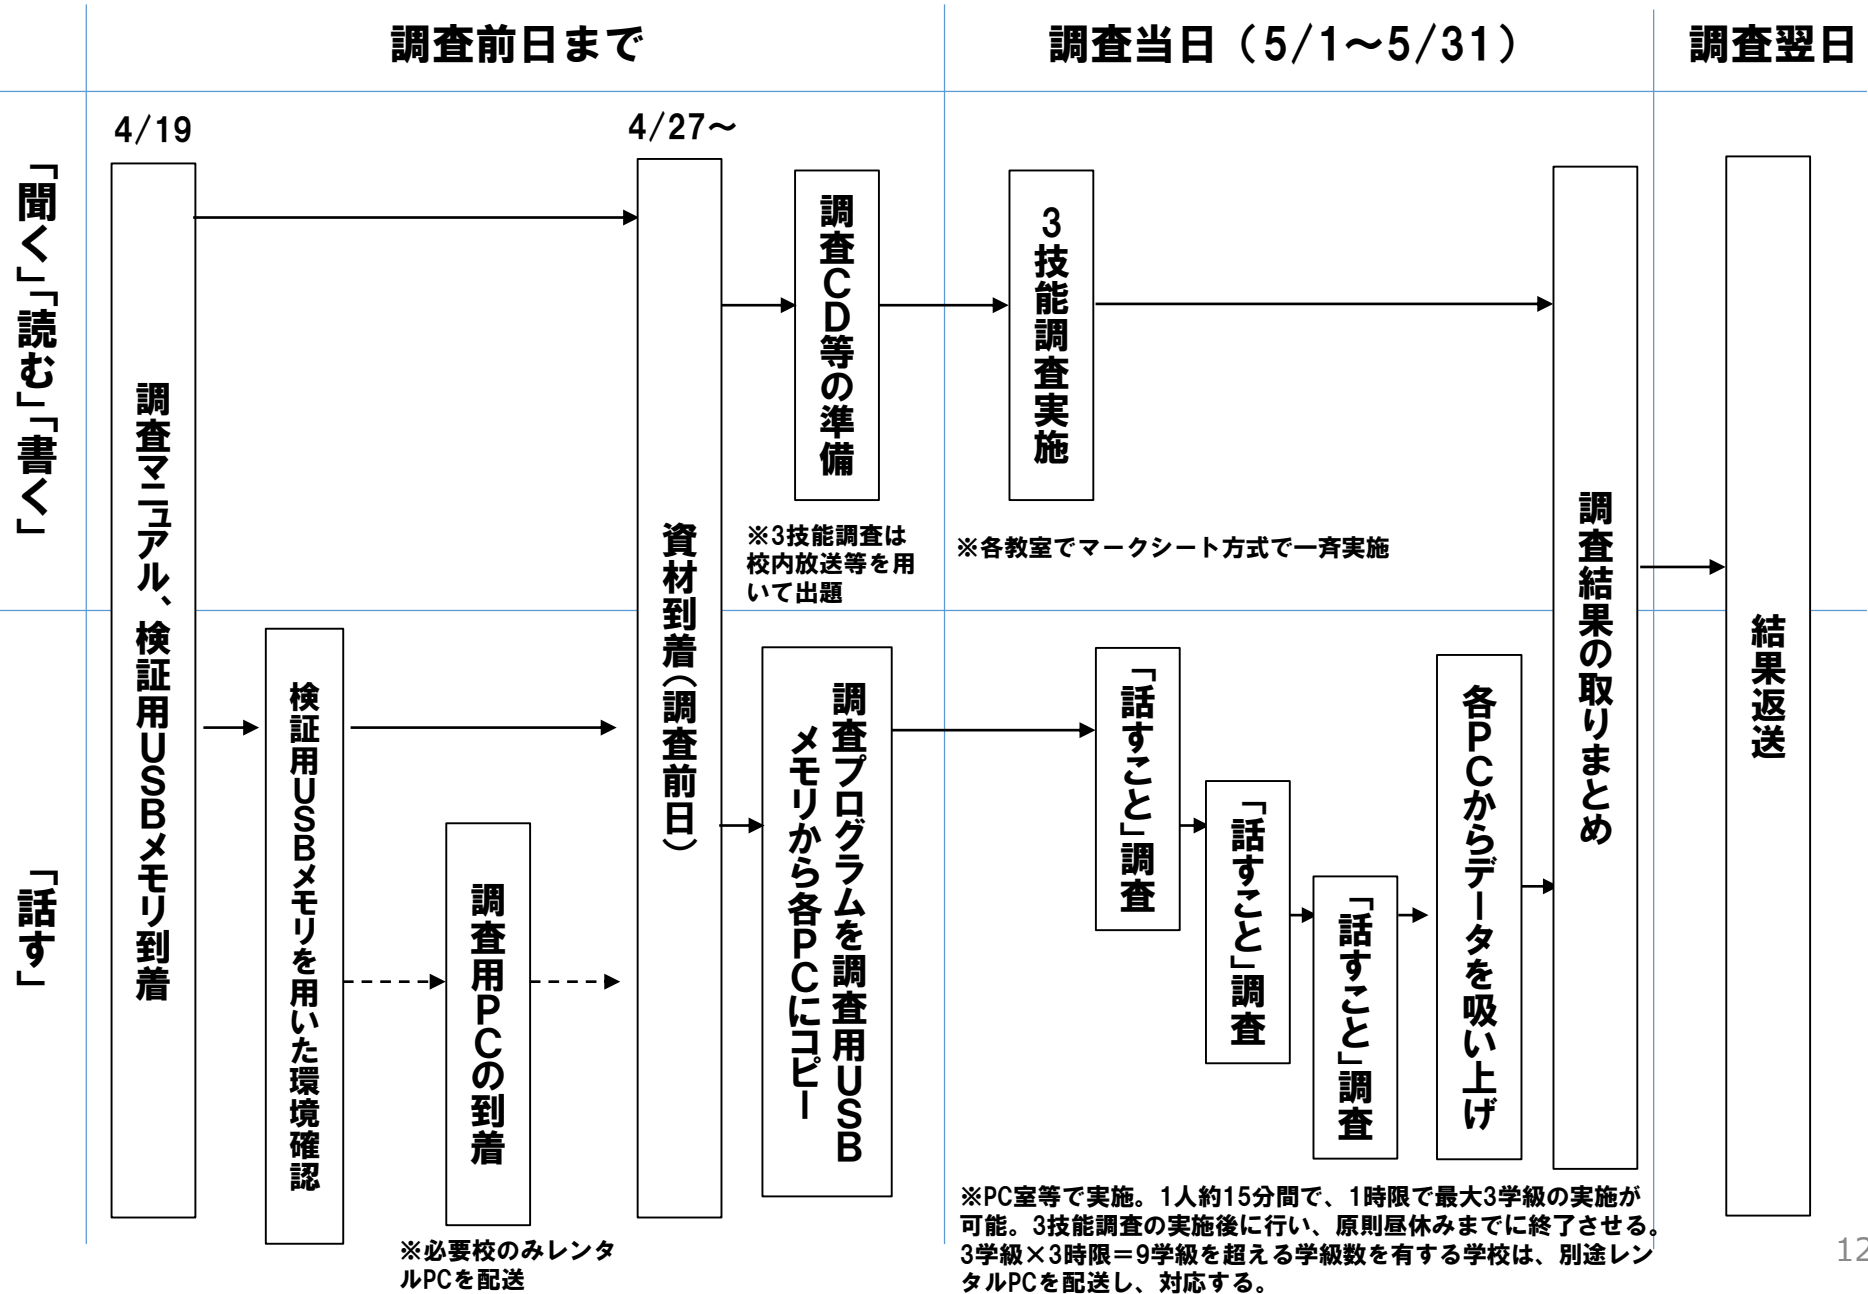 調査前日まで
調査当日（5/1～5/31）
調査翌日
「聞く」「読む」「書く」
「話す」
4/19
調査マニュアル、検証用ＵＳＢメモリ到着
検証用ＵＳＢメモリを用いた環境確認
調査用ＰＣの到着
※必要校のみレンタ
ルPCを配送
4/27～
資材到着（調査前日）
調査ＣＤ等の準備
※3技能調査は
校内放送等を用
いて出題
調査プログラムを調査用ＵＳＢ
メモリから各ＰＣにコピー
３技能調査実施
※各教室でマークシート方式で一斉実施
「話すこと」調査
「話すこと」調査
「話すこと」調査
各ＰＣからデータを吸い上げ
※PC室等で実施。1人約15分間で、1時限で最大3学級の実施が
可能。3技能調査の実施後に行い、原則昼休みまでに終了させる。
3学級×3時限＝9学級を超える学級数を有する学校は、別途レン
タルPCを配送し、対応する。
調査結果の取りまとめ
結果返送
12